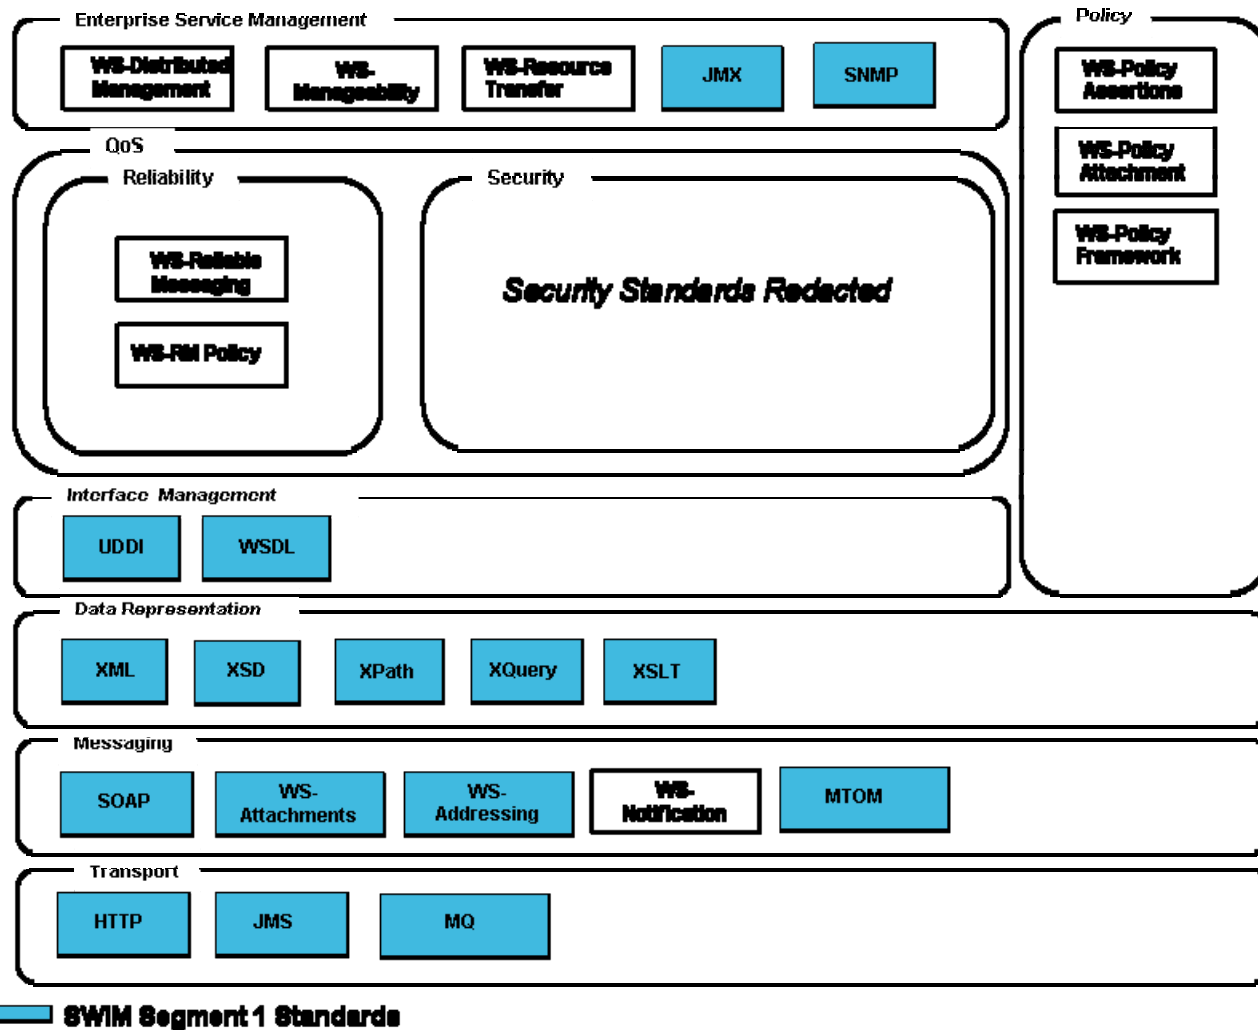 Enterprise Service Management
WS-Distributed
Management
WS-
Manageability
WS-Resource
Transfer
JMX
SNMP
Policy
WS-Policy
Assertions
WS-Policy
Attachment
WS-Policy
Framework
QoS
Reliability
WS-Reliable
Messaging
WS-RM Policy
Security
Security Standards Redacted
Interface Management
UDDI
WSDL
Data Representation
XML
XSD
XPath
XQuery
XSLT
Messaging
SOAP
WS-
Attachments
WS-
Addressing
WS-
Notification
MTOM
Transport
HTTP
JMS
MQ
SWIM Segment 1 Standards